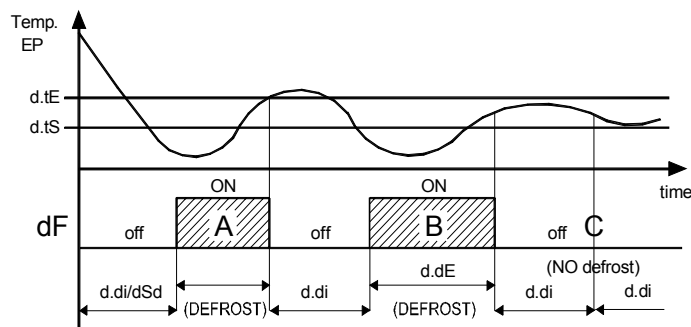 Temp.
EP
d.tE
d.tS
time
ON
ON
dF
off
A
off
B
off
C
d.dE
(NO defrost)
d.di/dSd
(DEFROST)
d.di
(DEFROST)
d.di
d.di